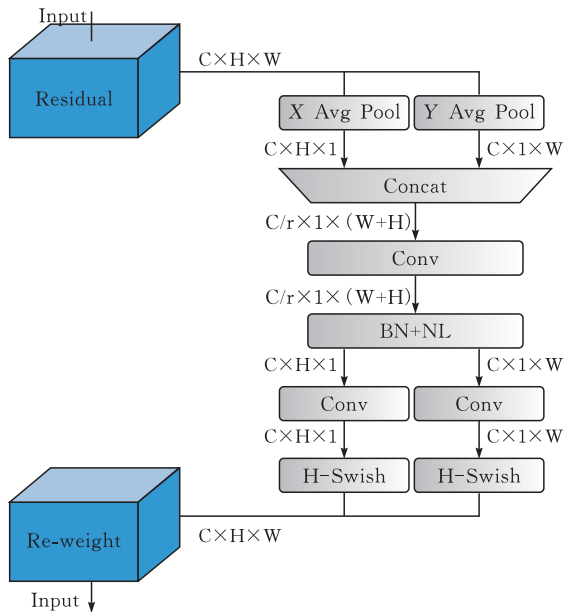 Input
C×H×W
Residual
X Avg Pool
Y Avg Pool
C×H×1
C×1×W
Concat
C/r×1×(W+H)
Conv
C/r×1×(W+H)
BN+NL
C×H×1
C×1×W
Conv
Conv
C×H×1
C×1×W
H-Swish
H-Swish
C×H×W
Re-weight
Input